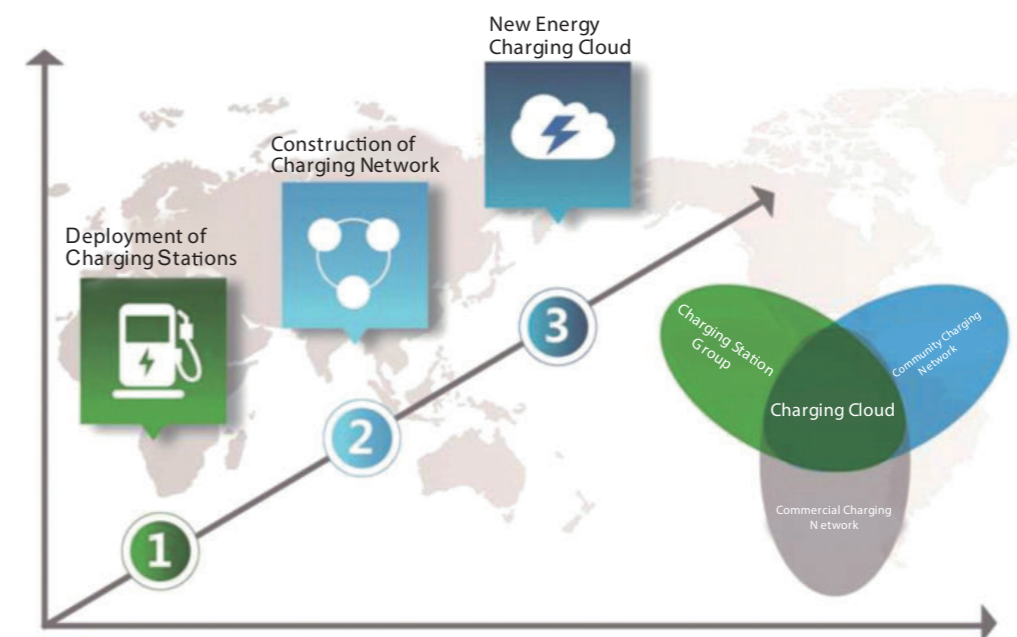 New Energy
Charging Cloud
Construction of
Charging Network
Deployment of
Charging Stations
3
2
1
Charging Station
Group
Community Charging
Network
Charging Cloud
Commercial Charging
Network